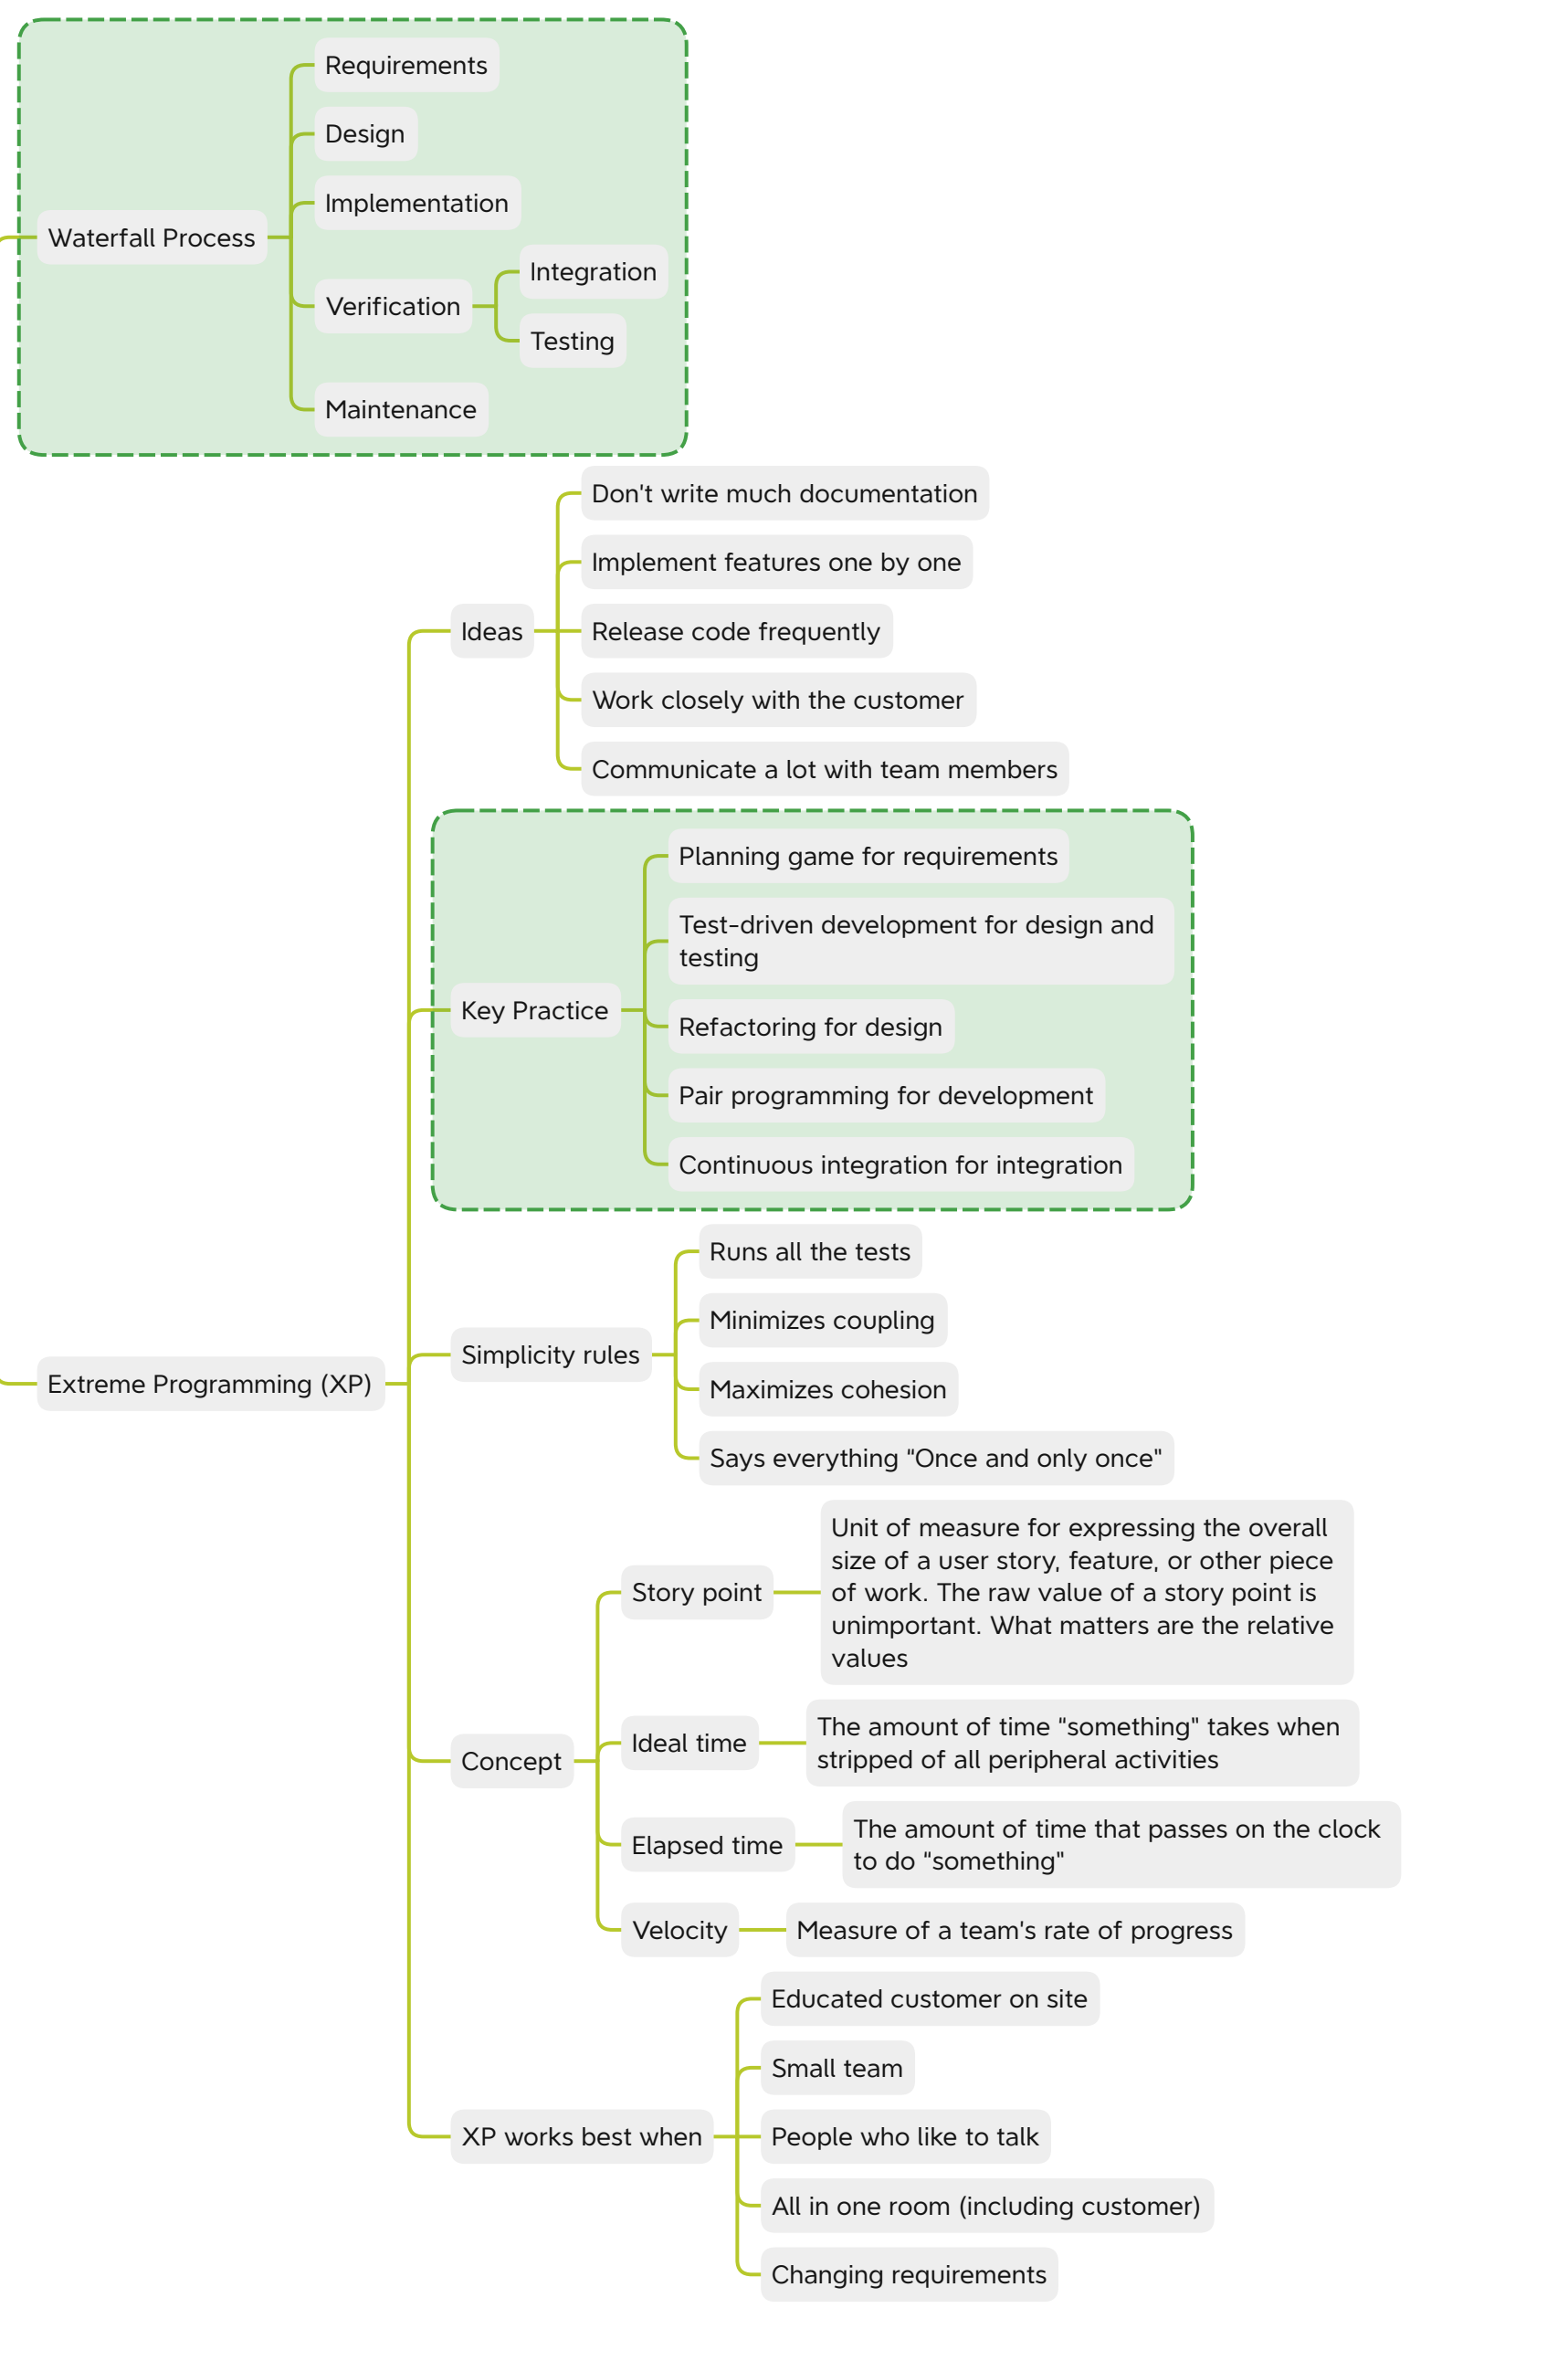 Requirements
Design
Implementation
Waterfall Process
Integration
Verification
Testing
Maintenance
Don't write much documentation
Implement features one by one
Ideas
Release code frequently
Work closely with the customer
Communicate a lot with team members
Planning game for requirements
Test-driven development for design and
testing
Key Practice
Refactoring for design
Pair programming for development
Continuous integration for integration
Runs all the tests
Minimizes coupling
Simplicity rules
Maximizes cohesion
Says everything “Once and only once”
Extreme Programming (XP)
Story point
Unit of measure for expressing the overall
size of a user story, feature, or other piece
of work. The raw value of a story point is
unimportant. What matters are the relative
values
Ideal time
The amount of time “something” takes when
stripped of all peripheral activities
Concept
Elapsed time
The amount of time that passes on the clock
to do “something”
Velocity
Measure of a team's rate of progress
Educated customer on site
Small team
XP works best when
People who like to talk
All in one room (including customer)
Changing requirements